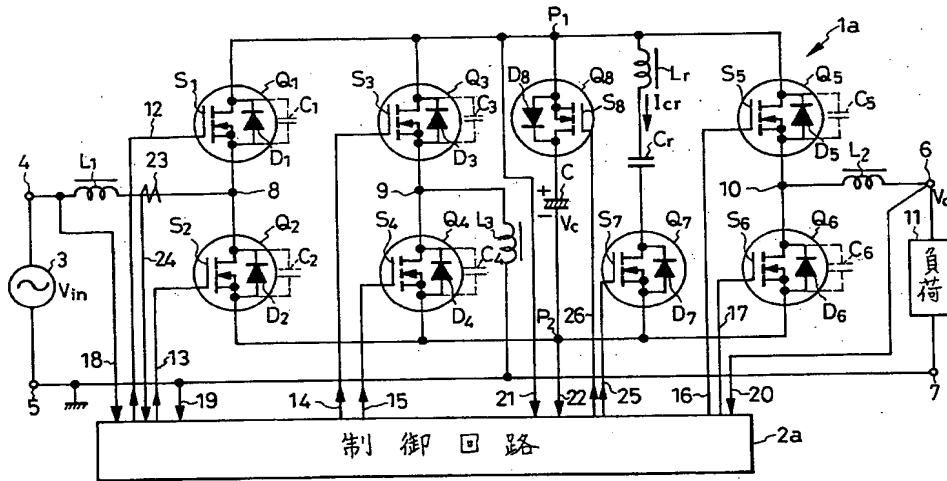 P1
1a
S1 Q1 C1 D1
S3 Q3 C3 D3
D8 Q8 S8
Lr
Icr
Cr
S5 Q5 C5 D5
12
4 L1 23 8
9
C
+
-
Vc
10 L2 6
Vo
11
負荷
3
Vin
24
S2 Q2 C2 D2
S4 Q4 C4 D4
L3
S7 Q7 D7
S6 Q6 C6 D6
17
P2
26
18 13
5 19 14 15 21 22 25 16 20 7
制御回路
2a